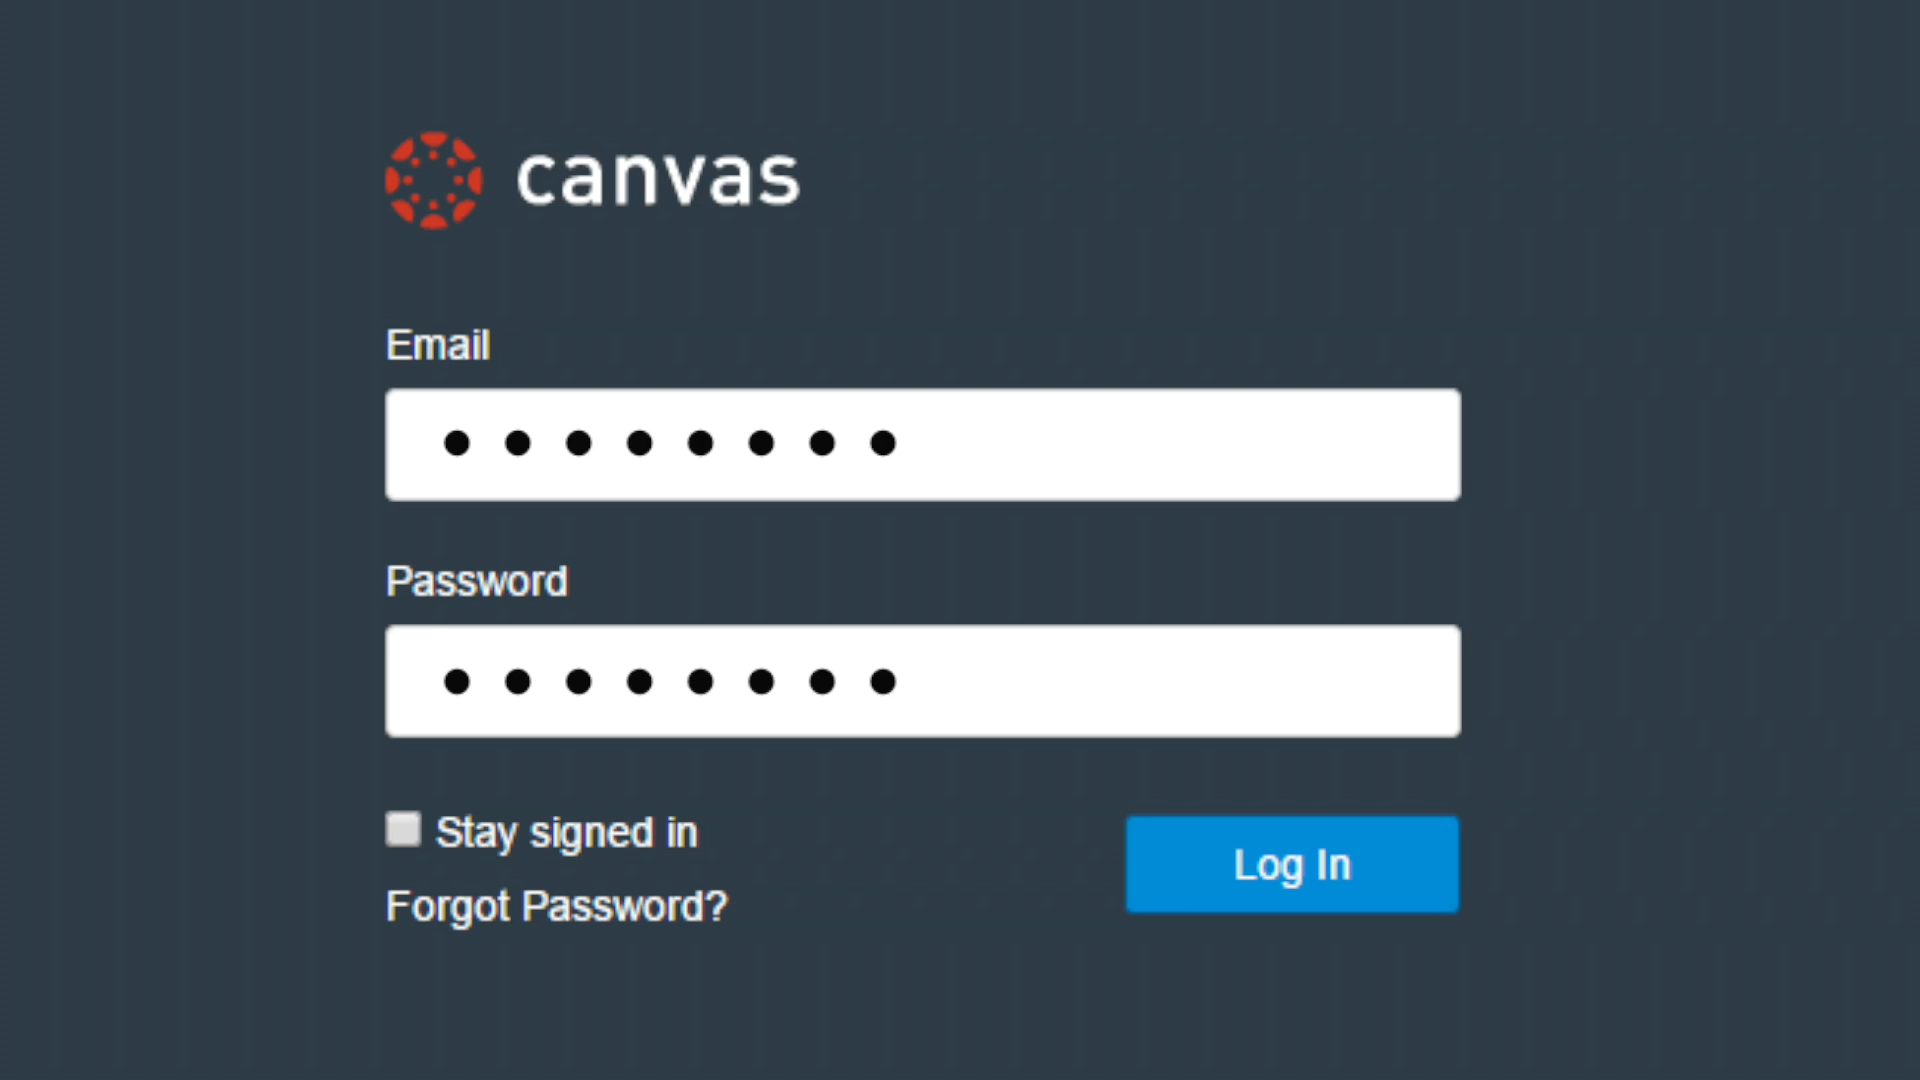 canvas
Email
● ● ● ● ● ● ● ●
Password
● ● ● ● ● ● ● ●
Stay signed in
Log In
Forgot Password?